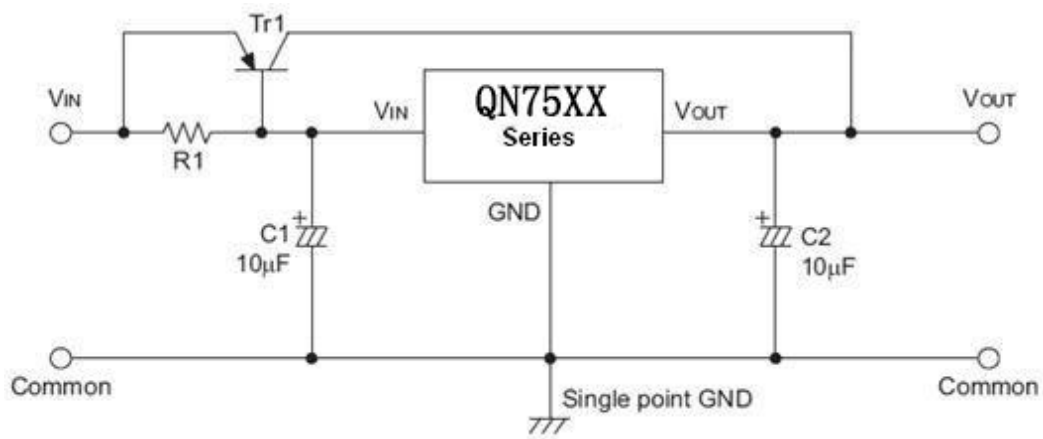 Tr1
VIN
R1
VIN
QN75XX
Series
VOUT
VOUT
GND
C1
10μF
C2
10μF
Common
Single point GND
Common